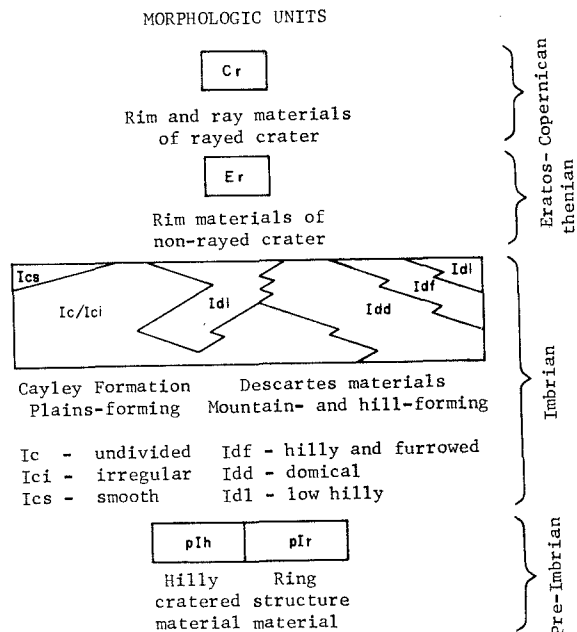 MORPHOLOGIC UNITS
Cr
Rim and ray materials
of rayed crater
Copernican
Er
Rim materials of
non-rayed crater
Eratos-
thenian
Ics
Ic/Ici
Idl
Idd
Idf
Idl
Cayley Formation
Plains-forming
Descartes materials
Mountain- and hill-forming
Ic - undivided
Ici - irregular
Ics - smooth
Idf - hilly and furrowed
Idd - domical
Idl - low hilly
Imbrian
pIh
pIr
Hilly
cratered
material
Ring
structure
material
Pre-Imbrian